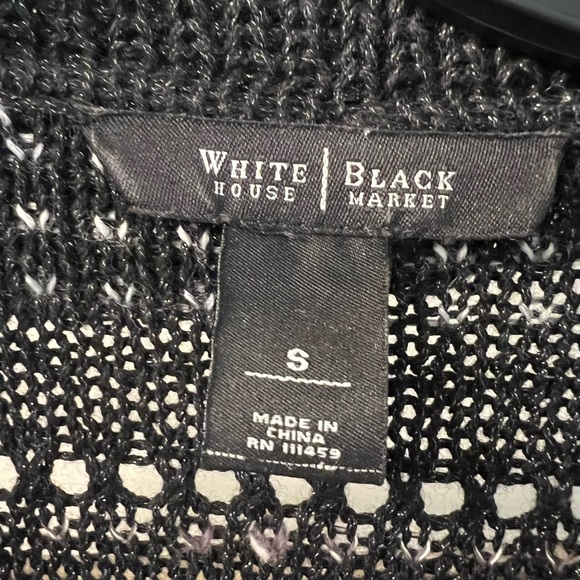 WHITE HOUSE | BLACK MARKET
S
MADE IN
CHINA
RN 111459